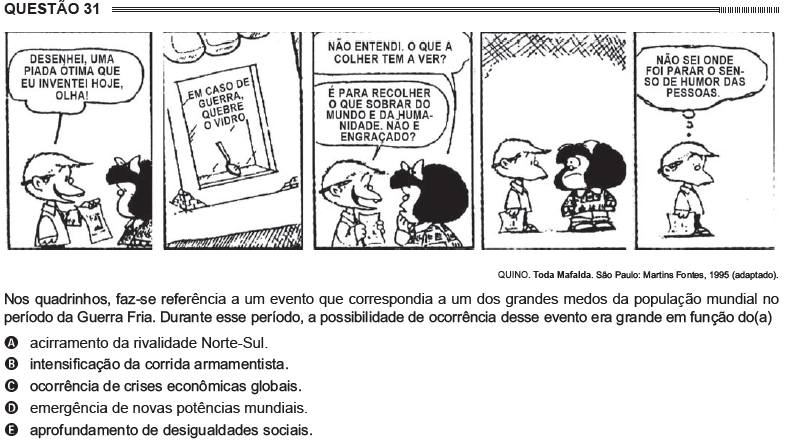 QUESTÃO 31
DESENHEI, UMA
PIADA ÓTIMA QUE
EU INVENTEI HOJE,
OLHA!
EM CASO DE
GUERRA,
QUEBRE
O VIDRO
NÃO ENTENDI. O QUE A
COLHER TEM A VER?
É PARA RECOLHER
O QUE SOBRAR DO
MUNDO E DA HUMA-
NIDADE. NÃO É
ENGRAÇADO?
NÃO SEI ONDE
FOI PARAR O SEN-
SO DE HUMOR DAS
PESSOAS.
QUINO. Toda Mafalda. São Paulo: Martins Fontes, 1995 (adaptado).
Nos quadrinhos, faz-se referência a um evento que correspondia a um dos grandes medos da população mundial no
período da Guerra Fria. Durante esse período, a possibilidade de ocorrência desse evento era grande em função do(a)
A acirramento da rivalidade Norte-Sul.
B intensificação da corrida armamentista.
C ocorrência de crises econômicas globais.
D emergência de novas potências mundiais.
E aprofundamento de desigualdades sociais.